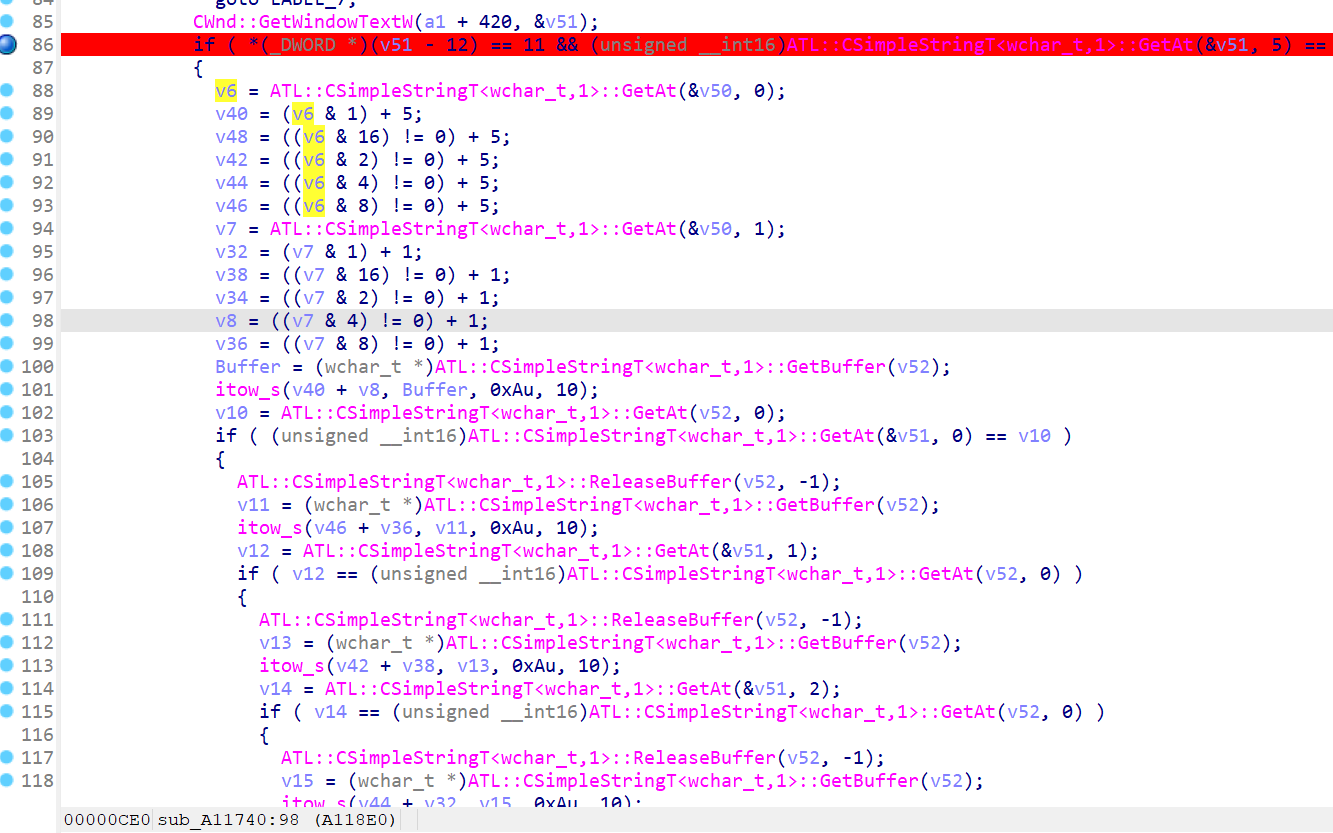 85 CWnd::GetWindowTextW(a1 + 420, &v51);
86 if ( *(_DWORD *)(v51 - 12) == 11 && (unsigned __int16)ATL::CSimpleStringT<wchar_t,1>::GetAt(&v51, 5) ==
87 {
88 v6 = ATL::CSimpleStringT<wchar_t,1>::GetAt(&v50, 0);
89 v40 = (v6 & 1) + 5;
90 v48 = ((v6 & 16) != 0) + 5;
91 v42 = ((v6 & 2) != 0) + 5;
92 v44 = ((v6 & 4) != 0) + 5;
93 v46 = ((v6 & 8) != 0) + 5;
94 v7 = ATL::CSimpleStringT<wchar_t,1>::GetAt(&v50, 1);
95 v32 = (v7 & 1) + 1;
96 v38 = ((v7 & 16) != 0) + 1;
97 v34 = ((v7 & 2) != 0) + 1;
98 v8 = ((v7 & 4) != 0) + 1;
99 v36 = ((v7 & 8) != 0) + 1;
100 Buffer = (wchar_t *)ATL::CSimpleStringT<wchar_t,1>::GetBuffer(v52);
101 itow_s(v40 + v8, Buffer, 0xAu, 10);
102 v10 = ATL::CSimpleStringT<wchar_t,1>::GetAt(v52, 0);
103 if ( (unsigned __int16)ATL::CSimpleStringT<wchar_t,1>::GetAt(&v51, 0) == v10 )
104 {
105 ATL::CSimpleStringT<wchar_t,1>::ReleaseBuffer(v52, -1);
106 v11 = (wchar_t *)ATL::CSimpleStringT<wchar_t,1>::GetBuffer(v52);
107 itow_s(v46 + v36, v11, 0xAu, 10);
108 v12 = ATL::CSimpleStringT<wchar_t,1>::GetAt(&v51, 1);
109 if ( v12 == (unsigned __int16)ATL::CSimpleStringT<wchar_t,1>::GetAt(v52, 0) )
110 {
111 ATL::CSimpleStringT<wchar_t,1>::ReleaseBuffer(v52, -1);
112 v13 = (wchar_t *)ATL::CSimpleStringT<wchar_t,1>::GetBuffer(v52);
113 itow_s(v42 + v38, v13, 0xAu, 10);
114 v14 = ATL::CSimpleStringT<wchar_t,1>::GetAt(&v51, 2);
115 if ( v14 == (unsigned __int16)ATL::CSimpleStringT<wchar_t,1>::GetAt(v52, 0) )
116 {
117 ATL::CSimpleStringT<wchar_t,1>::ReleaseBuffer(v52, -1);
118 v15 = (wchar_t *)ATL::CSimpleStringT<wchar_t,1>::GetBuffer(v52);
itow_s(v44 + v32, v15, 0xAu, 10);
00000CE0 sub_A11740:98 (A118E0)